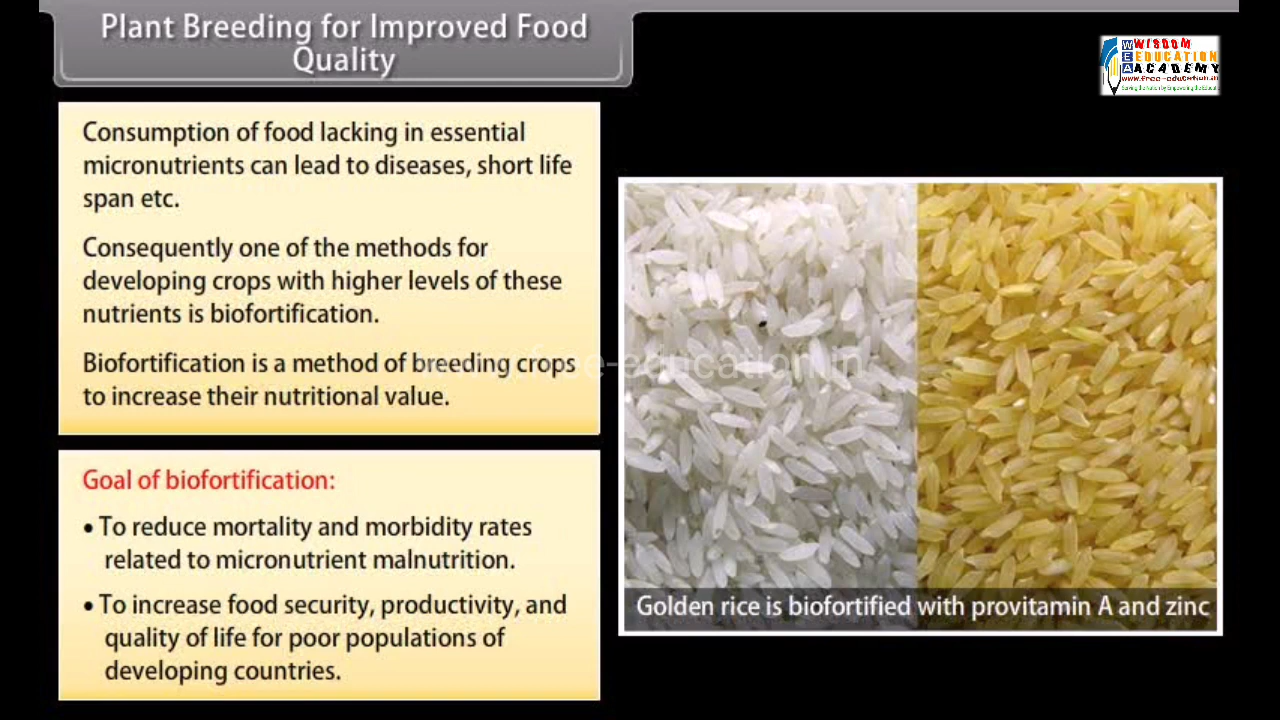 Plant Breeding for Improved Food
Quality
WISDOM
EDUCATION
ACADEMY
Consumption of food lacking in essential
micronutrients can lead to diseases, short life
span etc.
Consequently one of the methods for
developing crops with higher levels of these
nutrients is biofortification.
Biofortification is a method of breeding crops
to increase their nutritional value.
Goal of biofortification:
• To reduce mortality and morbidity rates
related to micronutrient malnutrition.
• To increase food security, productivity, and
quality of life for poor populations of
developing countries.
Golden rice is biofortified with provitamin A and zinc